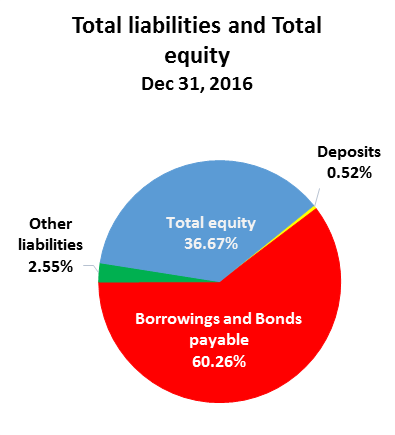 Total liabilities and Total
equity
Dec 31, 2016
Deposits
0.52%
Total equity
36.67%
Other
liabilities
2.55%
Borrowings and Bonds
payable
60.26%